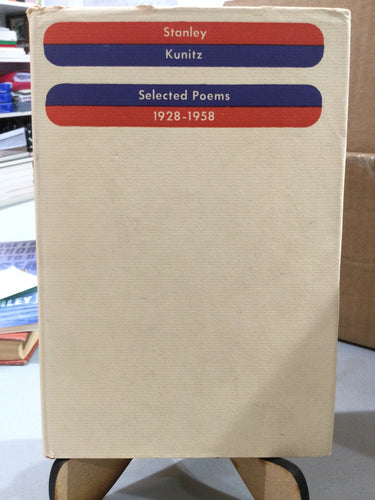 Stanley
Kunitz
Selected Poems
1928-1958